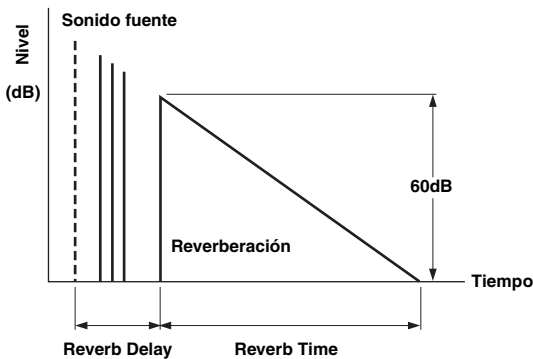 Sonido fuente
Nivel
(dB)
60dB
Reverberación
Tiempo
Reverb Delay
Reverb Time